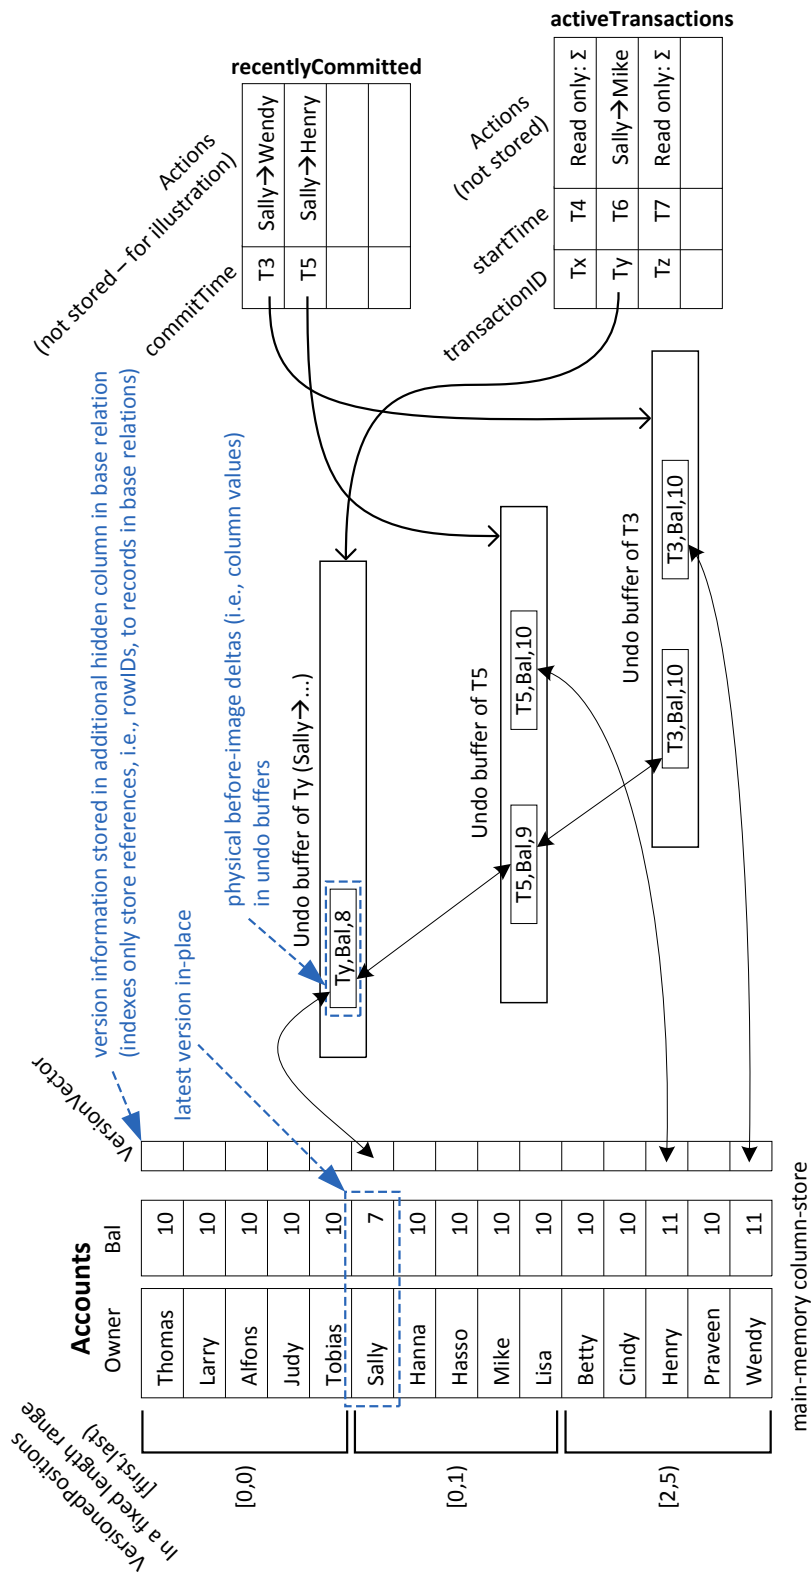 Accounts
VersionedPositions
In a fixed length range
[first,last)
Owner
Bal
VersionVector
[0,0)
[0,1)
[2,5)
Thomas 10
Larry 10
Alfons 10
Judy 10
Tobias 10
Sally 7
Hanna 10
Hasso 10
Mike 10
Lisa 10
Betty 10
Cindy 10
Henry 11
Praveen 10
Wendy 11
main-memory column-store
version information stored in additional hidden column in base relation
(indexes only store references, i.e., rowIDs, to records in base relations)
latest version in-place
physical before-image deltas (i.e., column values)
in undo buffers
Undo buffer of Ty (Sally→...)
Ty,Bal,8
Undo buffer of T5
T5,Bal,9
T5,Bal,10
Undo buffer of T3
T3,Bal,10
T3,Bal,10
Actions
(not stored – for illustration)
commitTime
recentlyCommitted
T3 Sally→Wendy
T5 Sally→Henry
Actions
(not stored)
startTime
transactionID
activeTransactions
Tx T4 Read only: Σ
Ty T6 Sally→Mike
Tz T7 Read only: Σ